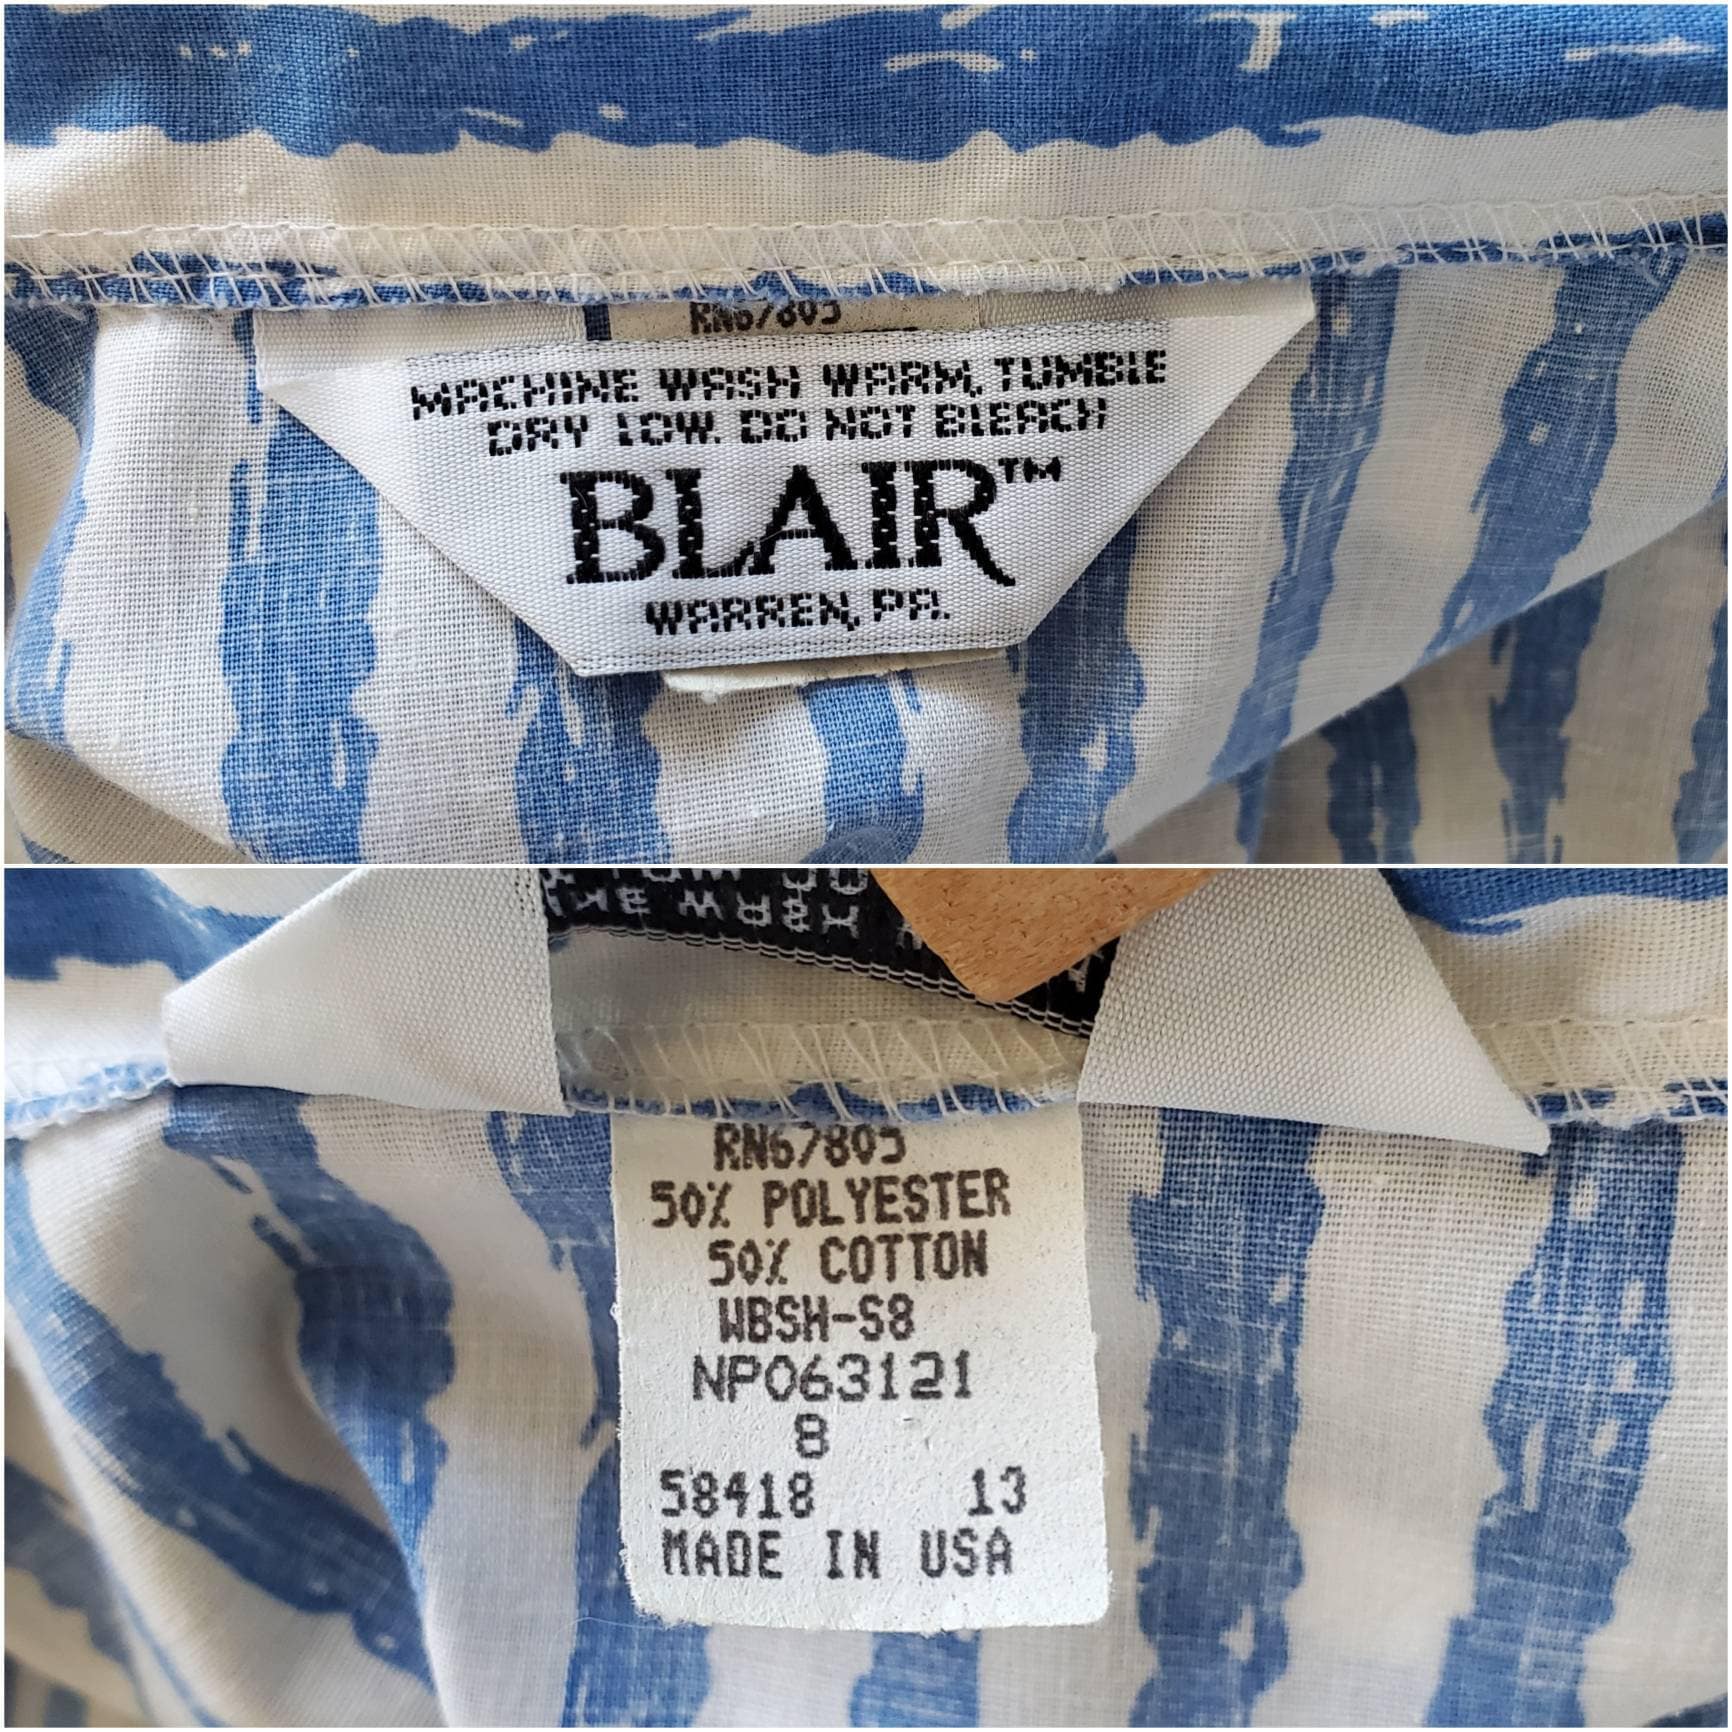 RN67805
MACHINE WASH WARM, TUMBLE
DRY LOW. DO NOT BLEACH
BLAIR™
WARREN, PA.
RN67805
50% POLYESTER
50% COTTON
WBSH-S8
NP063121
8
58418 13
MADE IN USA